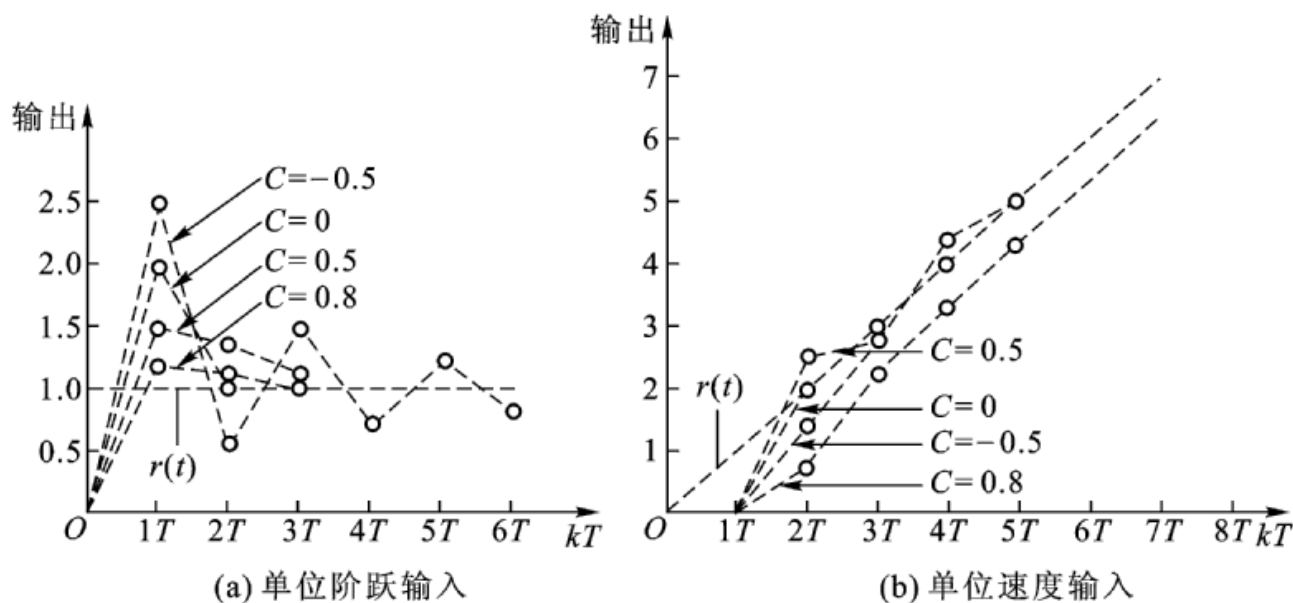 输出
2.5
2.0
1.5
1.0
0.5
C=-0.5
C=0
C=0.5
C=0.8
r(t)
O 1T 2T 3T 4T 5T 6T kT
(a) 单位阶跃输入
输出
7
6
5
4
3
2
1
r(t)
C=0.5
C=0
C=-0.5
C=0.8
O 1T 2T 3T 4T 5T 6T 7T 8T kT
(b) 单位速度输入